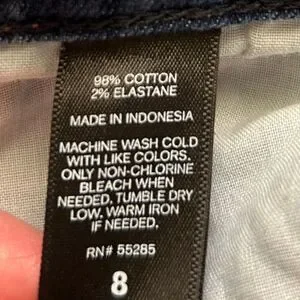 98% COTTON
2% ELASTANE
MADE IN INDONESIA
MACHINE WASH COLD
WITH LIKE COLORS.
ONLY NON-CHLORINE
BLEACH WHEN
NEEDED. TUMBLE DRY
LOW. WARM IRON
IF NEEDED.
RN# 55285
8